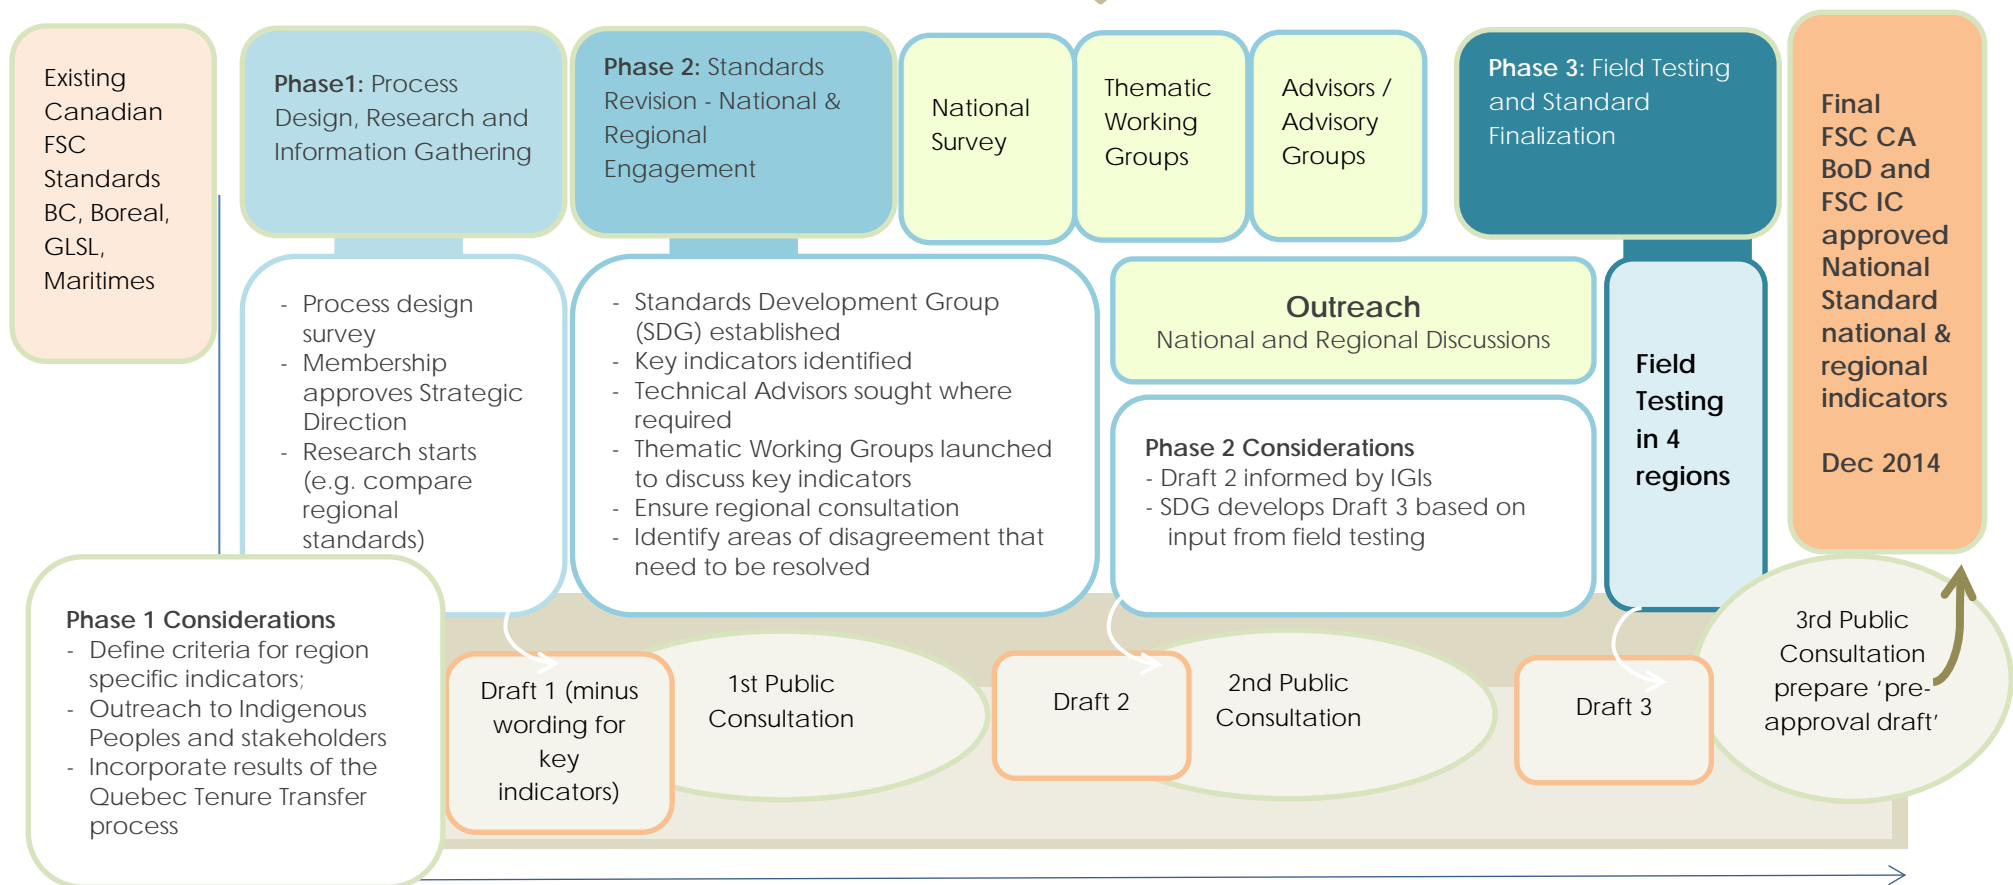 Existing
Canadian
FSC
Standards
BC, Boreal,
GLSL,
Maritimes
Phase1: Process
Design, Research and
Information Gathering
Phase 2: Standards
Revision - National &
Regional
Engagement
National
Survey
Thematic
Working
Groups
Advisors /
Advisory
Groups
Phase 3: Field Testing
and Standard
Finalization
Final
FSC CA
BoD and
FSC IC
approved
National
Standard
national &
regional
indicators
Dec 2014
- Process design
survey
- Membership
approves Strategic
Direction
- Research starts
(e.g. compare
regional
standards)
- Standards Development Group
(SDG) established
- Key indicators identified
- Technical Advisors sought where
required
- Thematic Working Groups launched
to discuss key indicators
- Ensure regional consultation
- Identify areas of disagreement that
need to be resolved
Outreach
National and Regional Discussions
Phase 2 Considerations
- Draft 2 informed by IGIs
- SDG develops Draft 3 based on
input from field testing
Field
Testing
in 4
regions
Phase 1 Considerations
- Define criteria for region
specific indicators;
- Outreach to Indigenous
Peoples and stakeholders
- Incorporate results of the
Quebec Tenure Transfer
process
Draft 1 (minus
wording for
key
indicators)
1st Public
Consultation
Draft 2
2nd Public
Consultation
Draft 3
3rd Public
Consultation
prepare ‘pre-
approval draft’